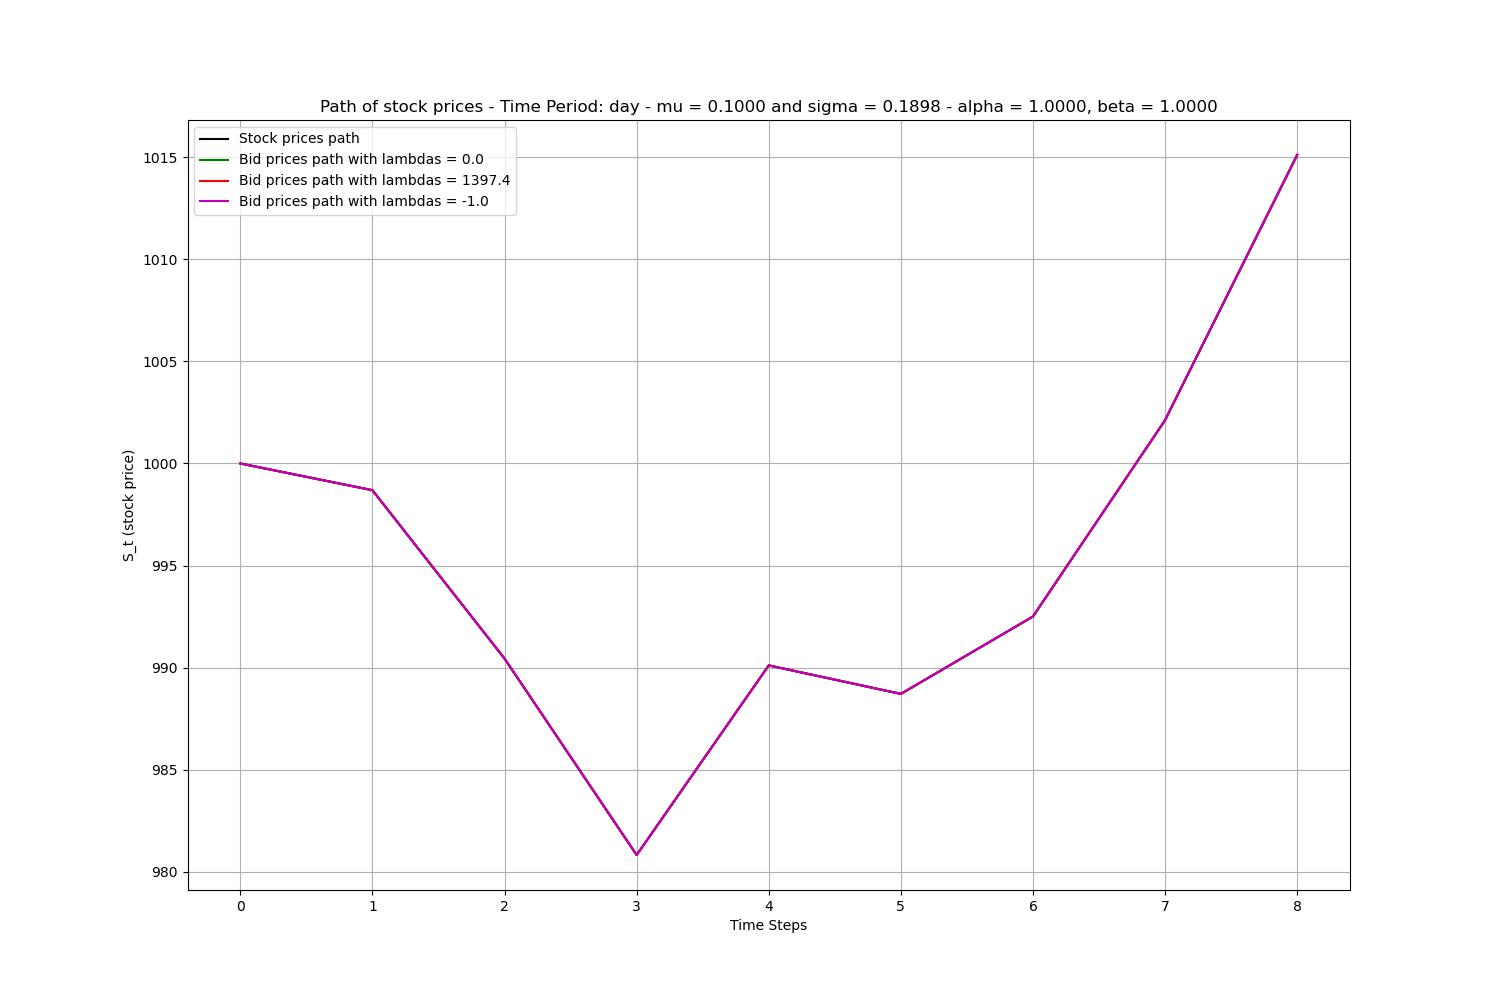 Path of stock prices - Time Period: day - mu = 0.1000 and sigma = 0.1898 - alpha = 1.0000, beta = 1.0000
Stock prices path
Bid prices path with lambdas = 0.0
Bid prices path with lambdas = 1397.4
Bid prices path with lambdas = -1.0
1015
1010
1005
1000
995
990
985
980
S_t (stock price)
0 1 2 3 4 5 6 7 8
Time Steps